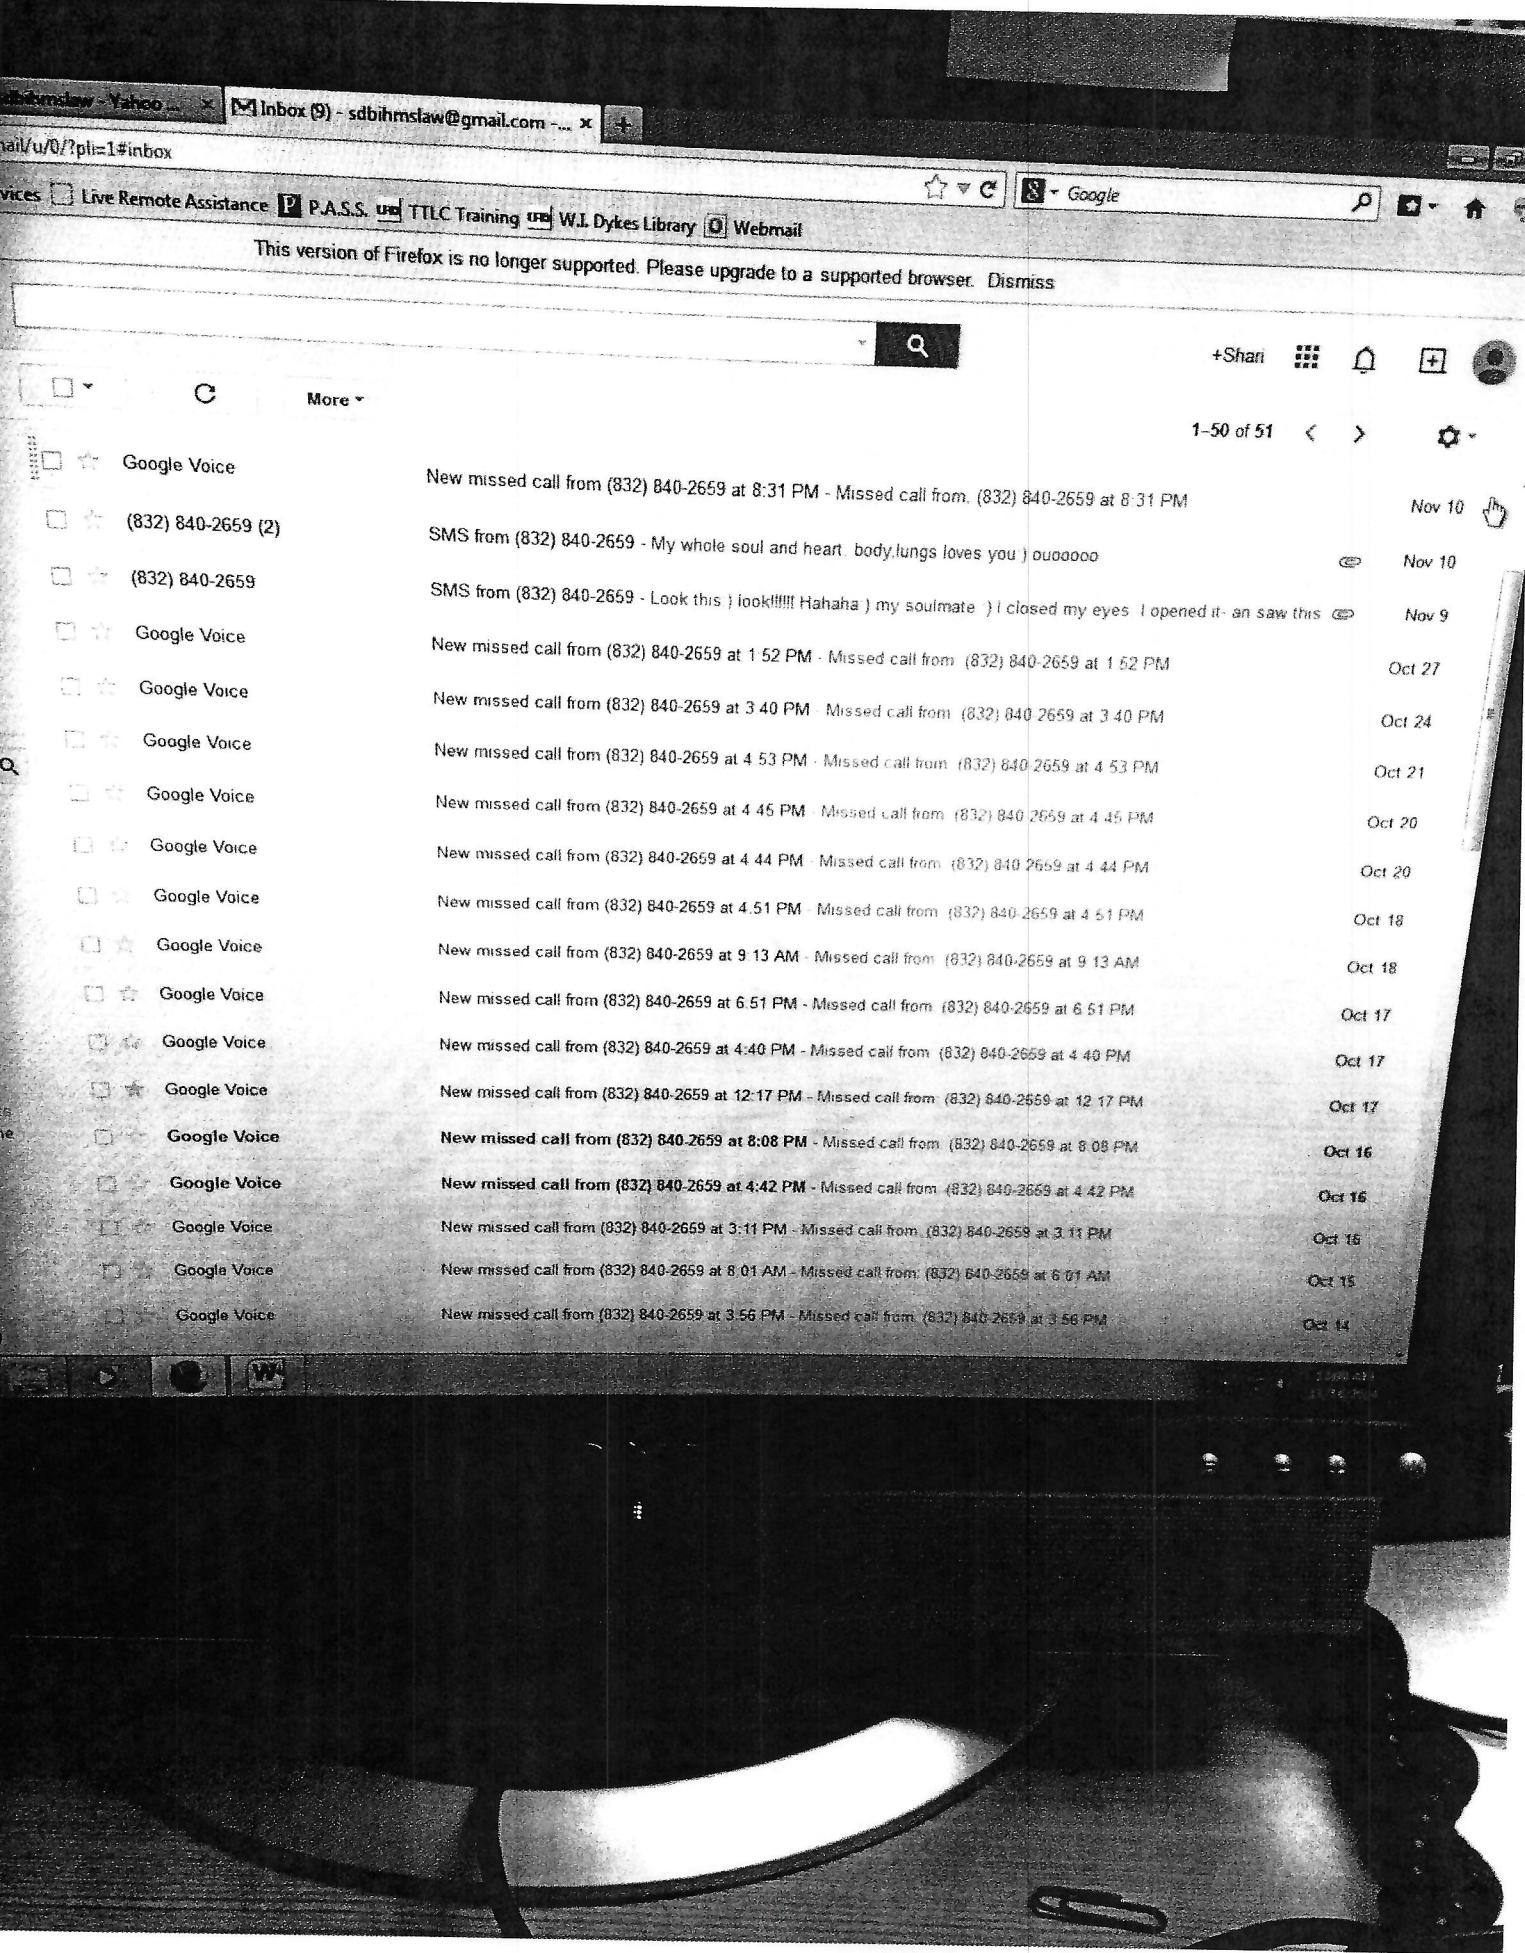 Yahoo ... × Inbox (9) - sdbihmslaw@gmail.com -... × +
mail/u/0/?pli=1#inbox
Google
vices Live Remote Assistance P P.A.S.S. TTLC Training W.I. Dykes Library O Webmail
This version of Firefox is no longer supported. Please upgrade to a supported browser. Dismiss
+Shari
More
1–50 of 51
Google Voice New missed call from (832) 840-2659 at 8:31 PM - Missed call from. (832) 840-2659 at 8:31 PM Nov 10
(832) 840-2659 (2) SMS from (832) 840-2659 - My whole soul and heart. body,lungs loves you ) ouooooo Nov 10
(832) 840-2659 SMS from (832) 840-2659 - Look this ) look!!!!!! Hahaha ) my soulmate :) I closed my eyes I opened it- an saw this Nov 9
Google Voice New missed call from (832) 840-2659 at 1:52 PM - Missed call from (832) 840-2659 at 1:52 PM Oct 27
Google Voice New missed call from (832) 840-2659 at 3:40 PM - Missed call from (832) 840-2659 at 3:40 PM Oct 24
Google Voice New missed call from (832) 840-2659 at 4:53 PM - Missed call from (832) 840-2659 at 4:53 PM Oct 21
Google Voice New missed call from (832) 840-2659 at 4:45 PM - Missed call from (832) 840-2659 at 4:45 PM Oct 20
Google Voice New missed call from (832) 840-2659 at 4:44 PM - Missed call from (832) 840-2659 at 4:44 PM Oct 20
Google Voice New missed call from (832) 840-2659 at 4:51 PM - Missed call from (832) 840-2659 at 4:51 PM Oct 18
Google Voice New missed call from (832) 840-2659 at 9:13 AM - Missed call from (832) 840-2659 at 9:13 AM Oct 18
Google Voice New missed call from (832) 840-2659 at 6:51 PM - Missed call from (832) 840-2659 at 6:51 PM Oct 17
Google Voice New missed call from (832) 840-2659 at 4:40 PM - Missed call from (832) 840-2659 at 4:40 PM Oct 17
Google Voice New missed call from (832) 840-2659 at 12:17 PM - Missed call from (832) 840-2659 at 12:17 PM Oct 17
Google Voice New missed call from (832) 840-2659 at 8:08 PM - Missed call from (832) 840-2659 at 8:08 PM Oct 16
Google Voice New missed call from (832) 840-2659 at 4:42 PM - Missed call from (832) 840-2659 at 4:42 PM Oct 16
Google Voice New missed call from (832) 840-2659 at 3:11 PM - Missed call from (832) 840-2659 at 3:11 PM Oct 16
Google Voice New missed call from (832) 840-2659 at 8:01 AM - Missed call from: (832) 840-2659 at 8:01 AM Oct 15
Google Voice New missed call from (832) 840-2659 at 3:56 PM - Missed call from (832) 840-2659 at 3:56 PM Oct 14
W